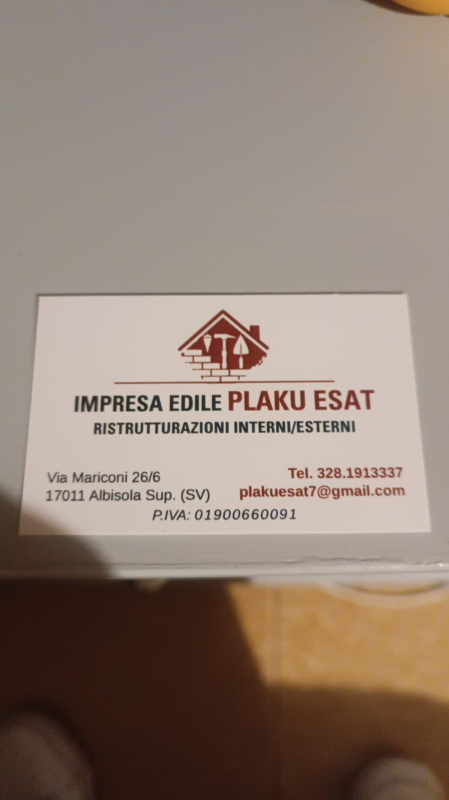 IMPRESA EDILE PLAKU ESAT
RISTRUTTURAZIONI INTERNI/ESTERNI
Via Mariconi 26/6
17011 Albisola Sup. (SV)
Tel. 328.1913337
plakuesat7@gmail.com
P.IVA: 01900660091